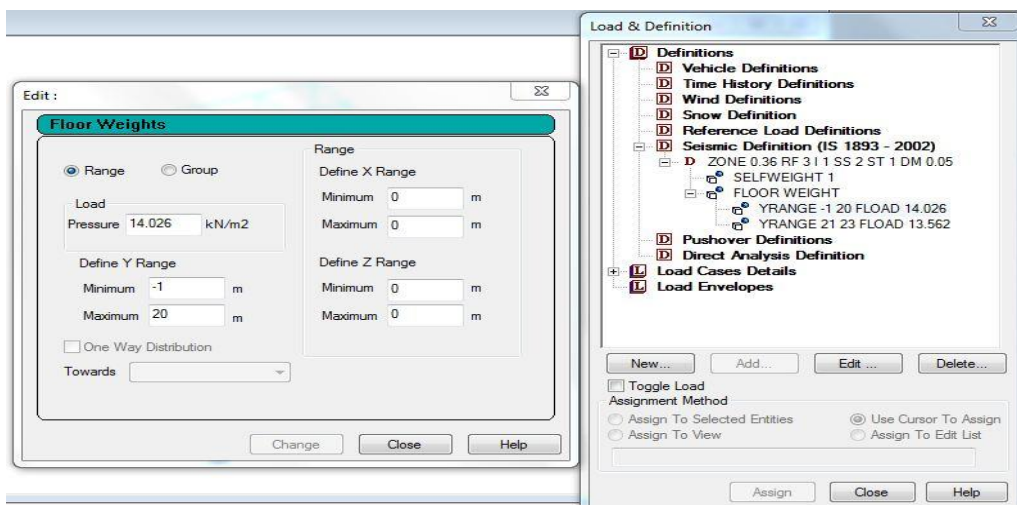 Edit :
Floor Weights
Range
Group
Load
Pressure 14.026 kN/m2
Define Y Range
Minimum -1 m
Maximum 20 m
One Way Distribution
Towards
Range
Define X Range
Minimum 0 m
Maximum 0 m
Define Z Range
Minimum 0 m
Maximum 0 m
Change Close Help
Load & Definition
D Definitions
D Vehicle Definitions
D Time History Definitions
D Wind Definitions
D Snow Definition
D Reference Load Definitions
D Seismic Definition (IS 1893 - 2002)
D ZONE 0.36 RF 3 I 1 SS 2 ST 1 DM 0.05
SELFWEIGHT 1
FLOOR WEIGHT
YRANGE -1 20 FLOAD 14.026
YRANGE 21 23 FLOAD 13.562
D Pushover Definitions
D Direct Analysis Definition
L Load Cases Details
L Load Envelopes
New... Add... Edit ... Delete...
Toggle Load
Assignment Method
Assign To Selected Entities Use Cursor To Assign
Assign To View Assign To Edit List
Assign Close Help